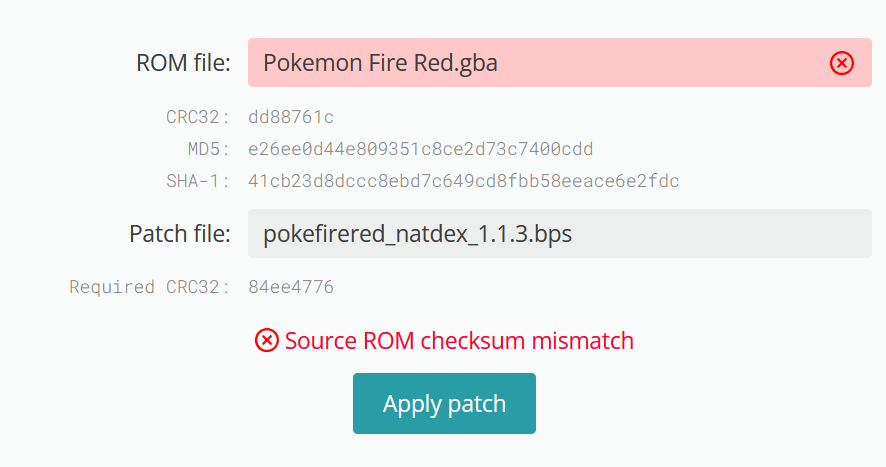 ROM file: Pokemon Fire Red.gba
CRC32: dd88761c
MD5: e26ee0d44e809351c8ce2d73c7400cdd
SHA-1: 41cb23d8dccc8ebd7c649cd8fbb58eeace6e2fdc
Patch file: pokefirered_natdex_1.1.3.bps
Required CRC32: 84ee4776
Source ROM checksum mismatch
Apply patch